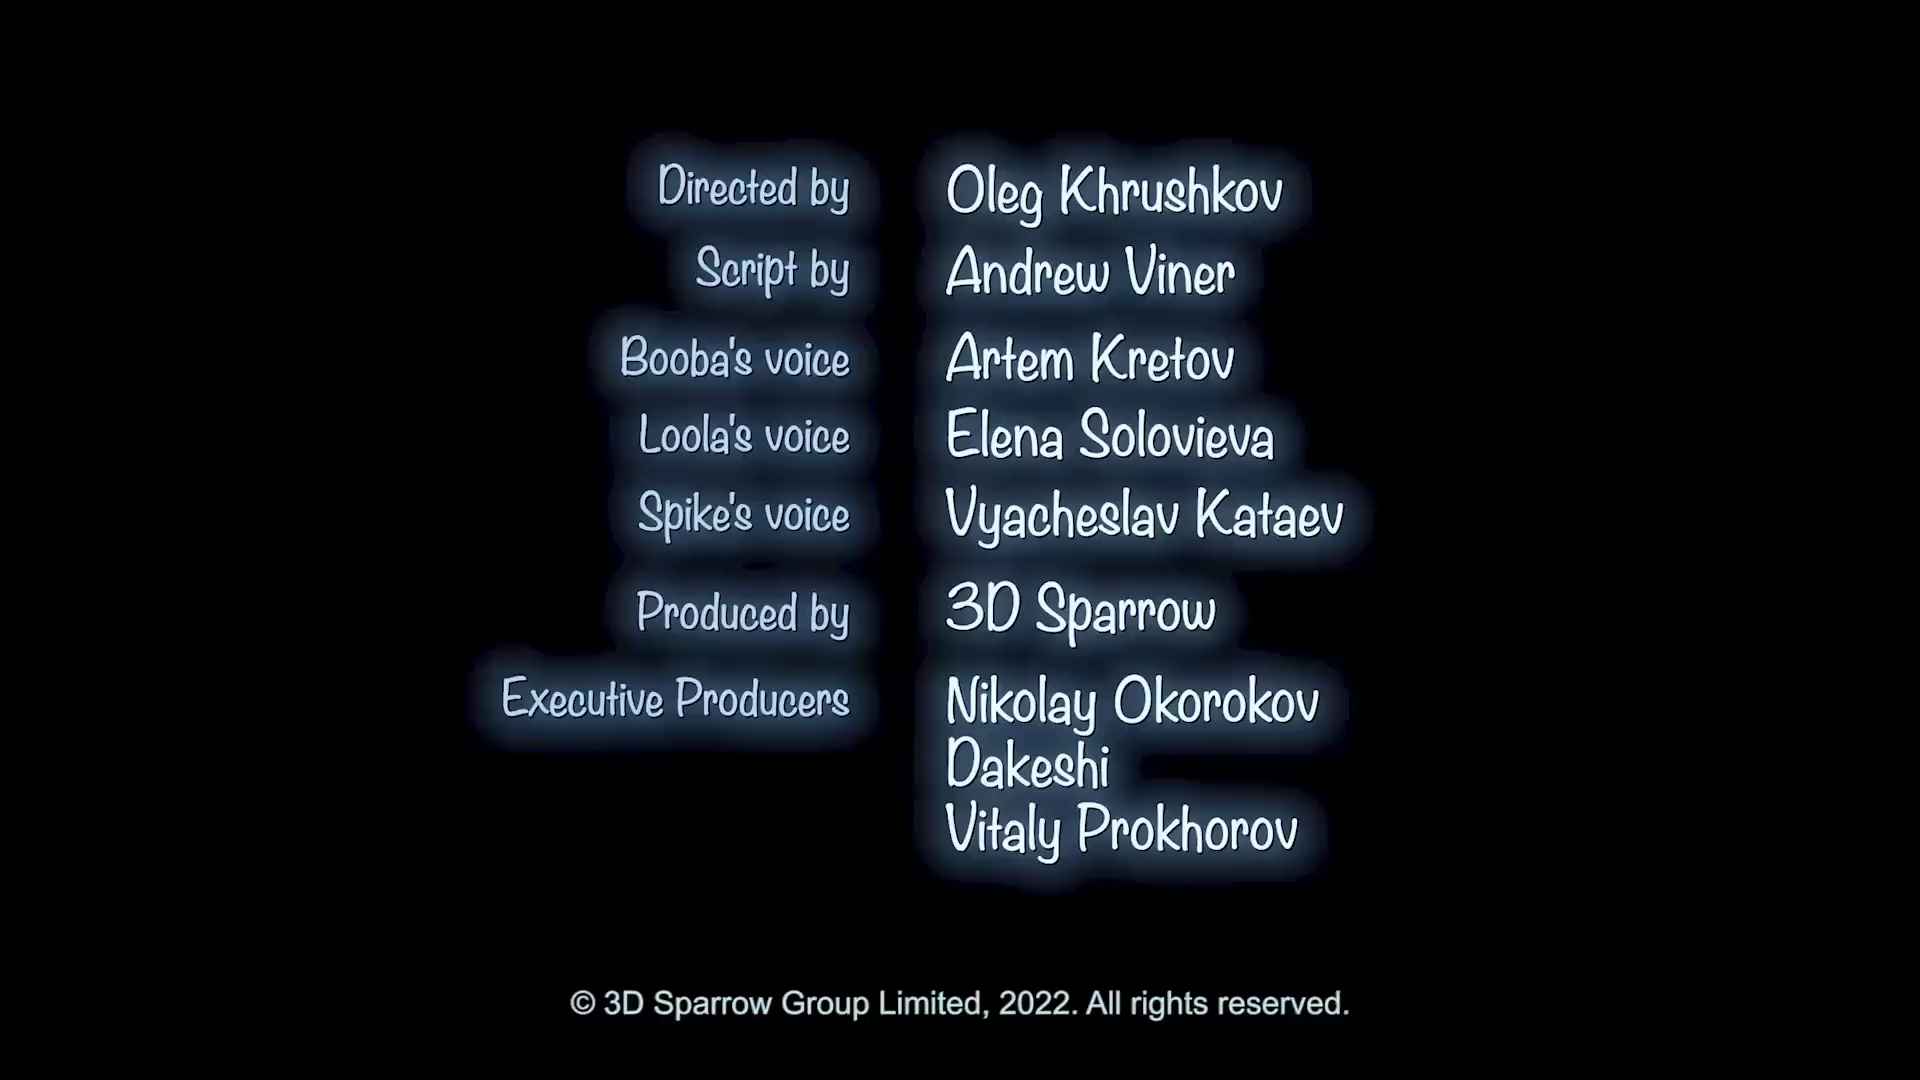 Directed by Oleg Khrushkov
Script by Andrew Viner
Booba's voice Artem Kretov
Loola's voice Elena Solovieva
Spike's voice Vyacheslav Kataev
Produced by 3D Sparrow
Executive Producers Nikolay Okorokov
Dakeshi
Vitaly Prokhorov
© 3D Sparrow Group Limited, 2022. All rights reserved.